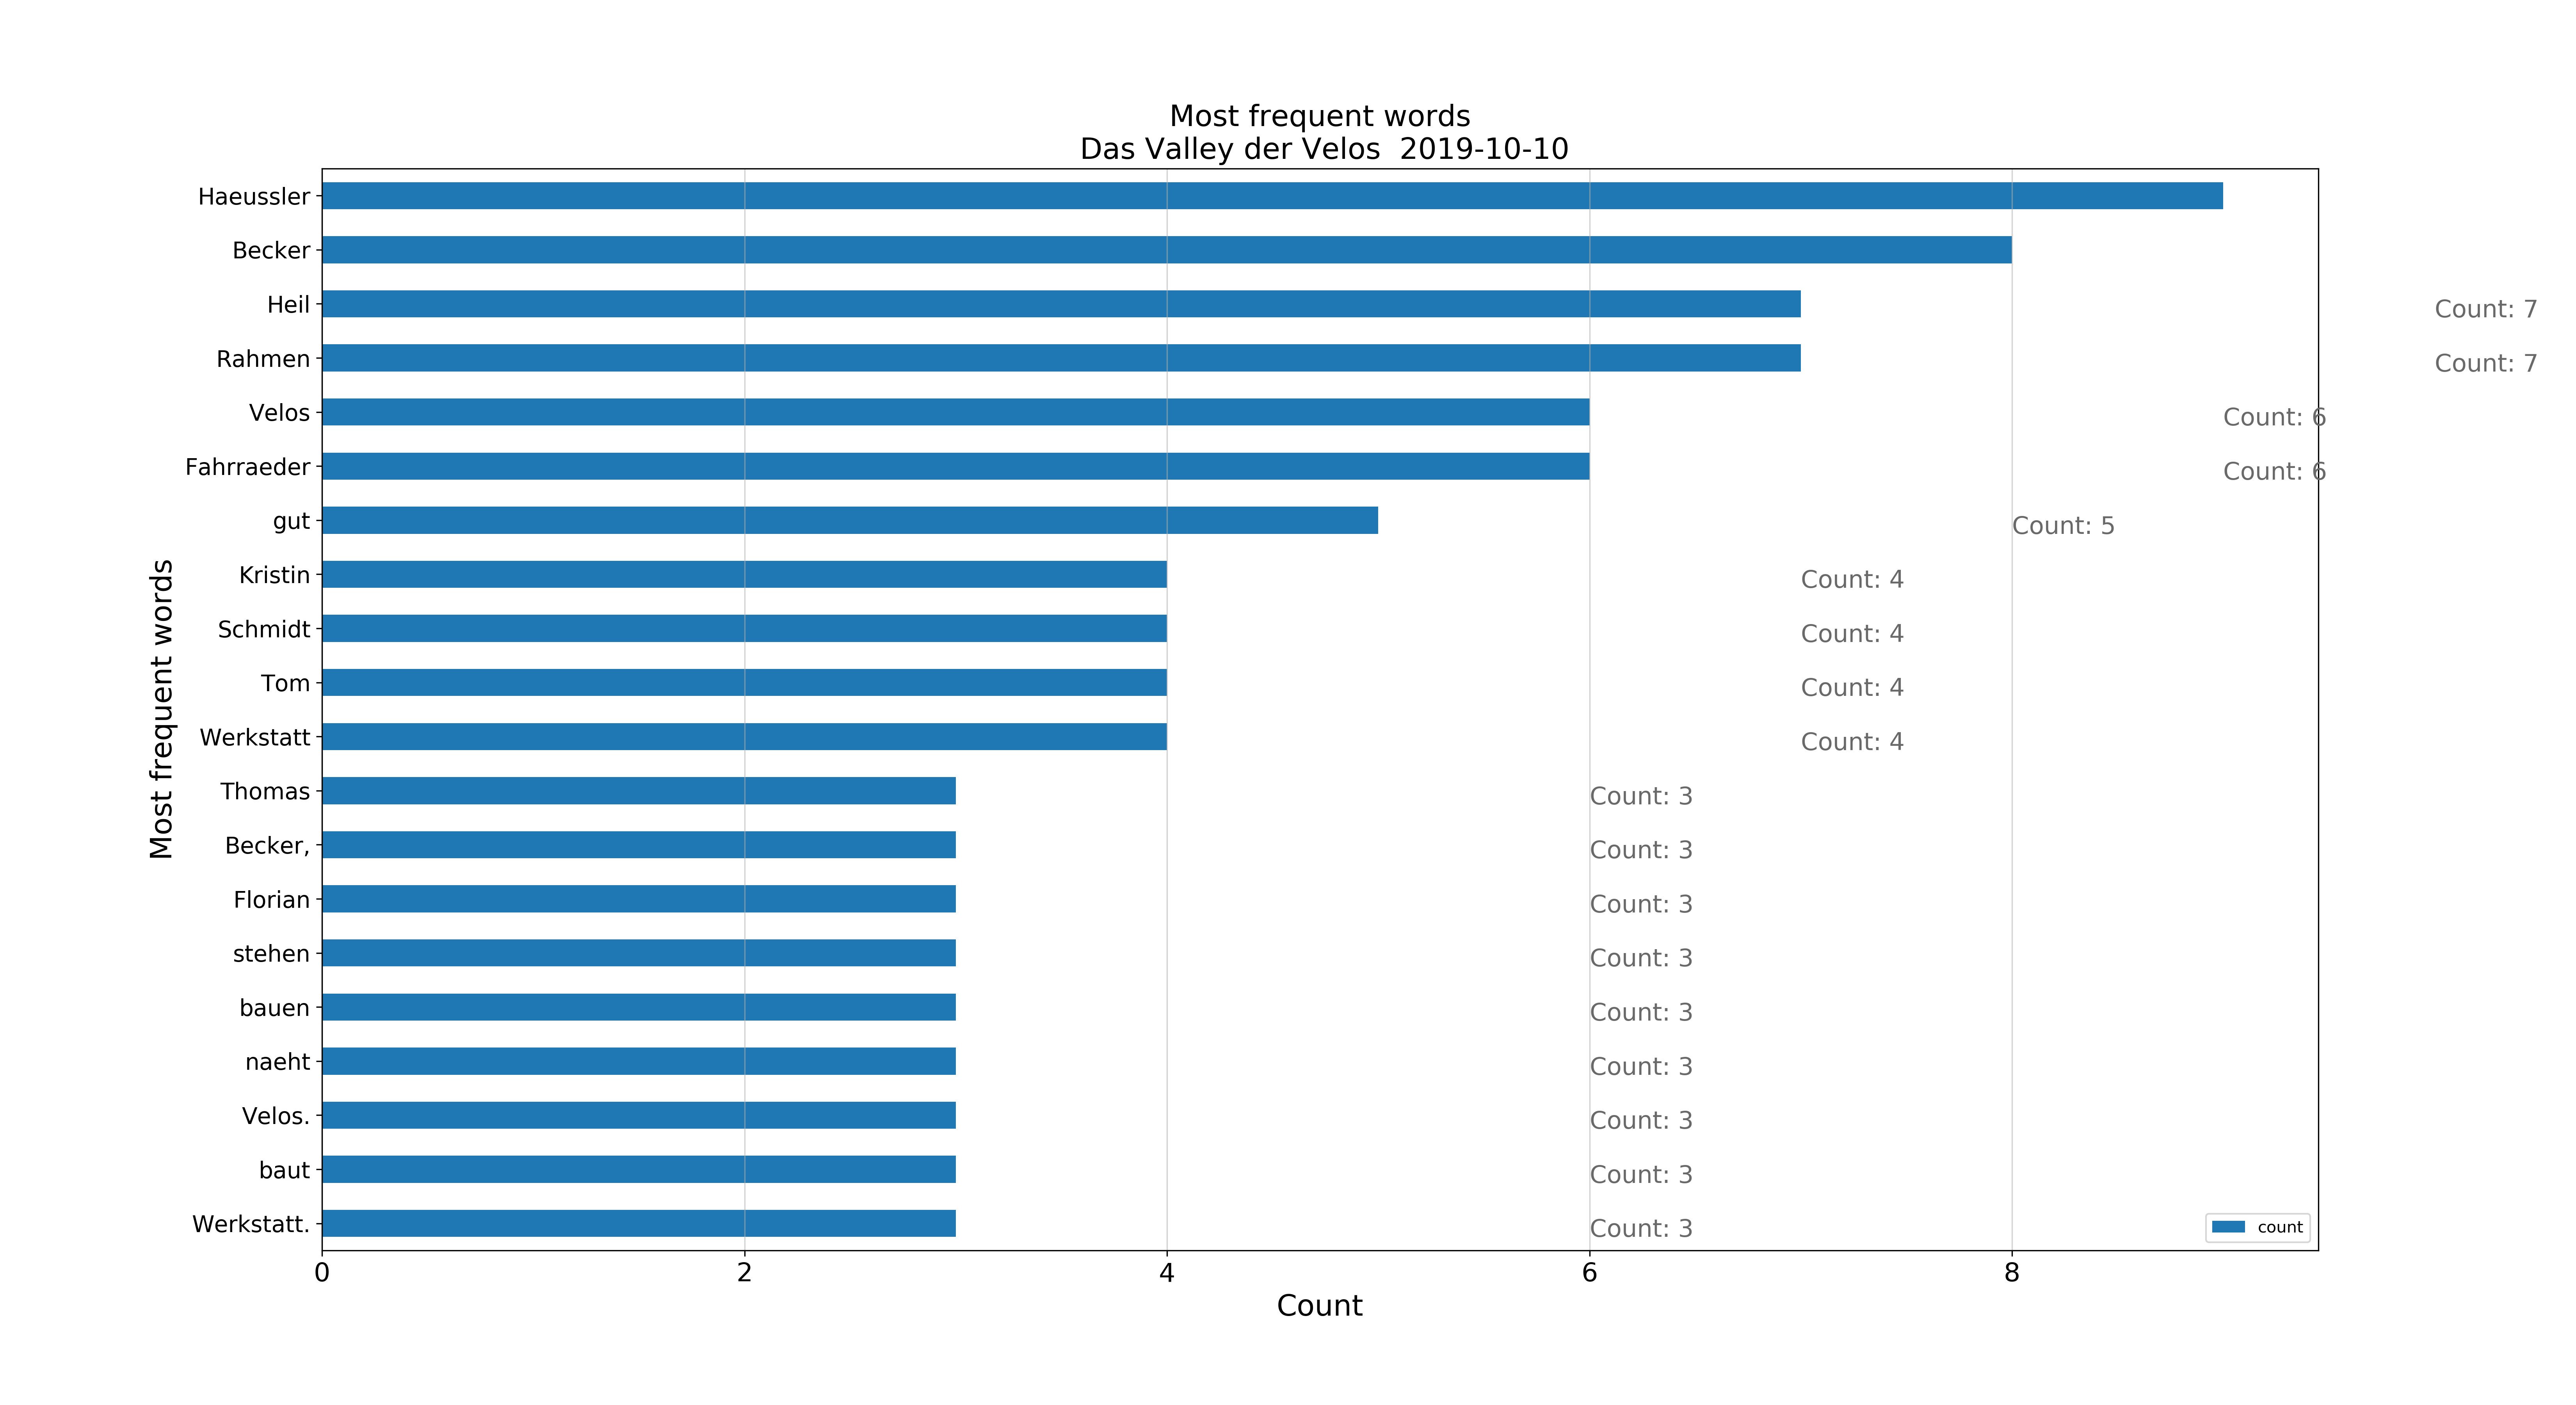 Most frequent words
Das Valley der Velos  2019-10-10
Most frequent words
Haeussler
Becker
Heil Count: 7
Rahmen Count: 7
Velos Count: 6
Fahrraeder Count: 6
gut Count: 5
Kristin Count: 4
Schmidt Count: 4
Tom Count: 4
Werkstatt Count: 4
Thomas Count: 3
Becker, Count: 3
Florian Count: 3
stehen Count: 3
bauen Count: 3
naeht Count: 3
Velos. Count: 3
baut Count: 3
Werkstatt. Count: 3
count
0 2 4 6 8
Count